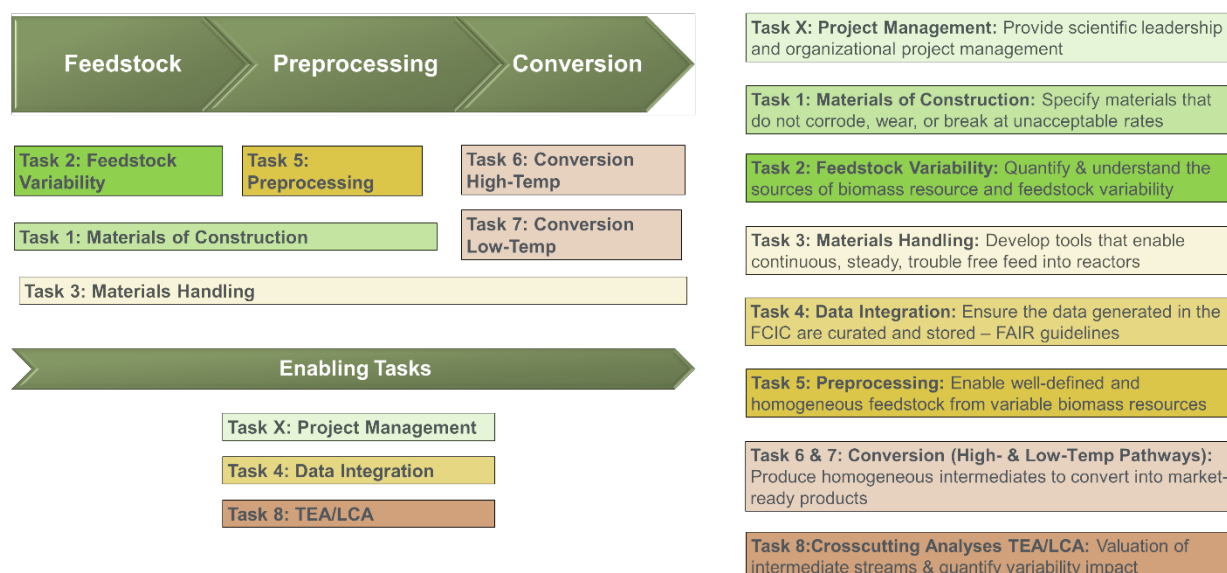 Feedstock
Preprocessing
Conversion
Task 2: Feedstock
Variability
Task 5:
Preprocessing
Task 6: Conversion
High-Temp
Task 1: Materials of Construction
Task 7: Conversion
Low-Temp
Task 3: Materials Handling
Enabling Tasks
Task X: Project Management
Task 4: Data Integration
Task 8: TEA/LCA
Task X: Project Management: Provide scientific leadership
and organizational project management
Task 1: Materials of Construction: Specify materials that
do not corrode, wear, or break at unacceptable rates
Task 2: Feedstock Variability: Quantify & understand the
sources of biomass resource and feedstock variability
Task 3: Materials Handling: Develop tools that enable
continuous, steady, trouble free feed into reactors
Task 4: Data Integration: Ensure the data generated in the
FCIC are curated and stored – FAIR guidelines
Task 5: Preprocessing: Enable well-defined and
homogeneous feedstock from variable biomass resources
Task 6 & 7: Conversion (High- & Low-Temp Pathways):
Produce homogeneous intermediates to convert into market-
ready products
Task 8:Crosscutting Analyses TEA/LCA: Valuation of
intermediate streams & quantify variability impact